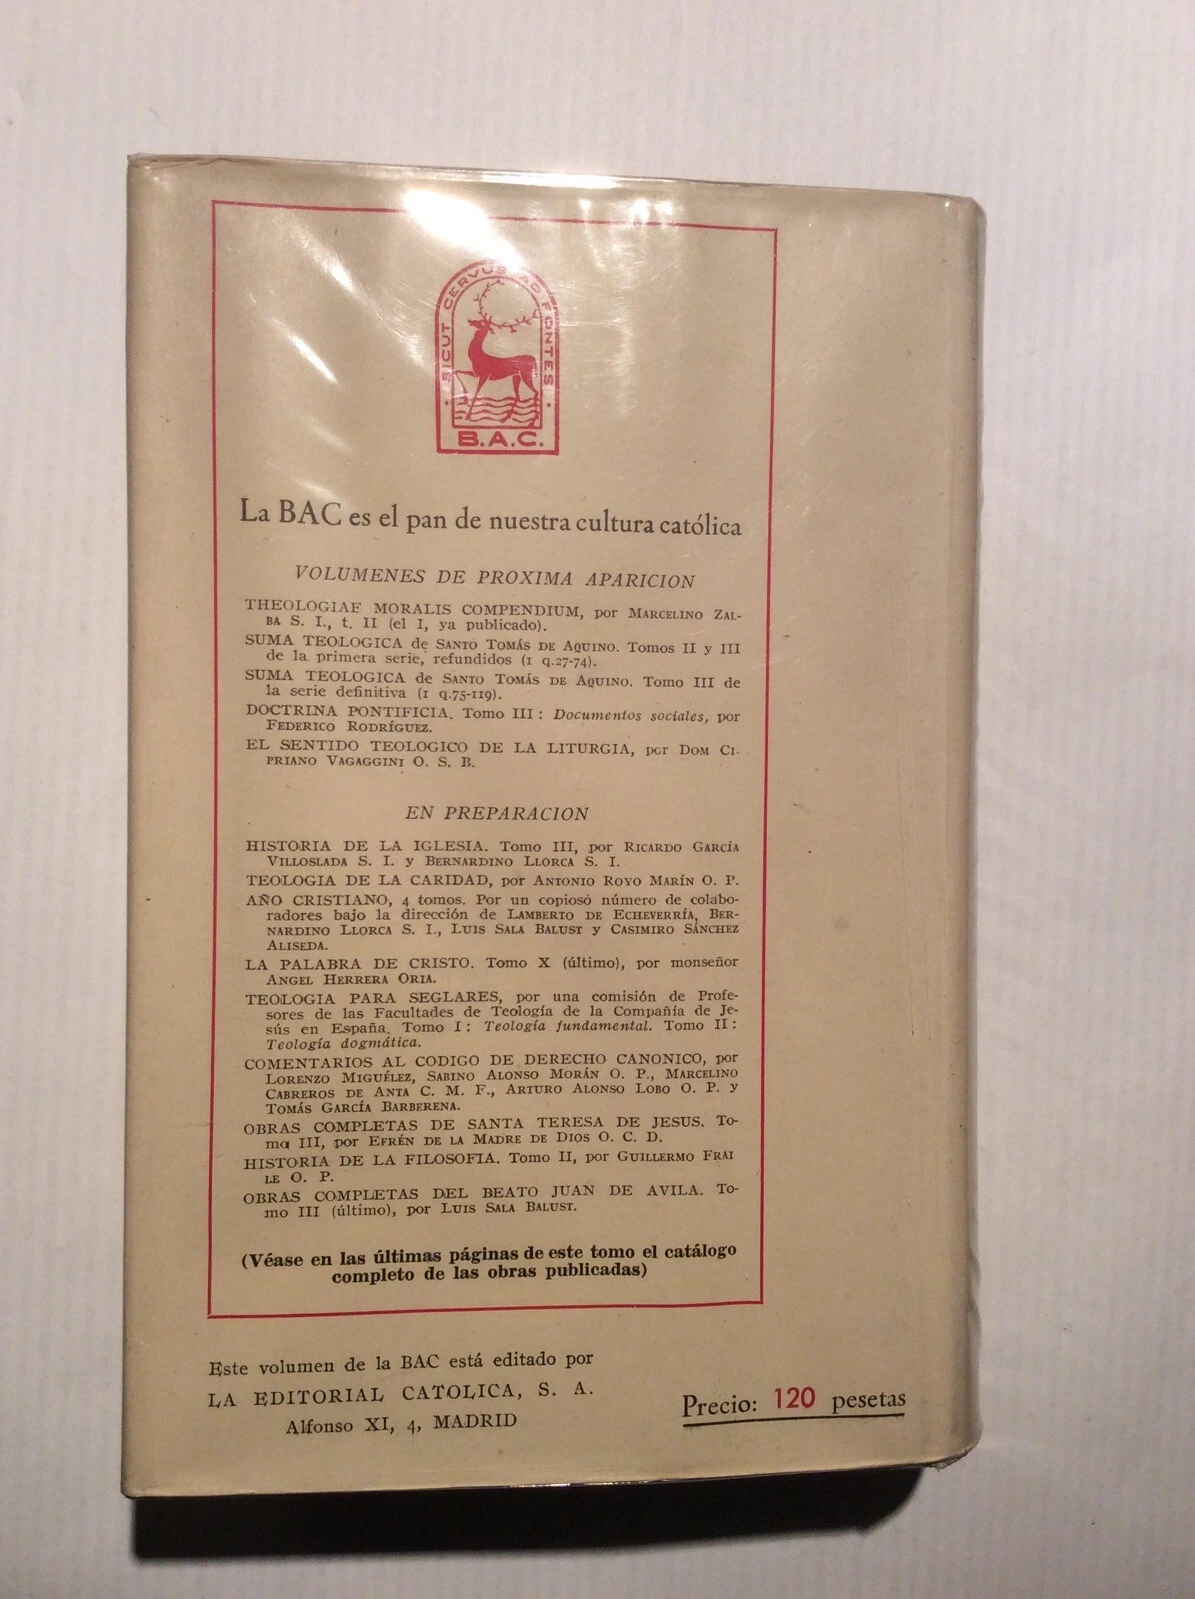 SICUT CERVUS AD FONTES
B.A.C.
La BAC es el pan de nuestra cultura católica
VOLUMENES DE PROXIMA APARICION
THEOLOGIAE MORALIS COMPENDIUM, por MARCELINO ZAL-
BA S. I., t. II (el I, ya publicado).
SUMA TEOLOGICA de SANTO TOMÁS DE AQUINO. Tomos II y III
de la primera serie, refundidos (1 q.27-74).
SUMA TEOLOGICA de SANTO TOMÁS DE AQUINO. Tomo III de
la serie definitiva (1 q.75-119).
DOCTRINA PONTIFICIA. Tomo III: Documentos sociales, por
FEDERICO RODRÍGUEZ.
EL SENTIDO TEOLOGICO DE LA LITURGIA, por DOM CI-
PRIANO VAGAGGINI O. S. B.
EN PREPARACION
HISTORIA DE LA IGLESIA. Tomo III, por RICARDO GARCÍA
VILLOSLADA S. I. y BERNARDINO LLORCA S. I.
TEOLOGIA DE LA CARIDAD, por ANTONIO ROYO MARÍN O. P.
AÑO CRISTIANO, 4 tomos. Por un copioso número de colabo-
radores bajo la dirección de LAMBERTO DE ECHEVERRÍA, BER-
NARDINO LLORCA S. I., LUIS SALA BALUST y CASIMIRO SÁNCHEZ
ALISEDA.
LA PALABRA DE CRISTO. Tomo X (último), por monseñor
ANGEL HERRERA ORIA.
TEOLOGIA PARA SEGLARES, por una comisión de Profe-
sores de las Facultades de Teología de la Compañía de Je-
sús en España. Tomo I: Teología fundamental. Tomo II:
Teología dogmática.
COMENTARIOS AL CODIGO DE DERECHO CANONICO, por
LORENZO MIGUÉLEZ, SABINO ALONSO MORÁN O. P., MARCELINO
CABREROS DE ANTA C. M. F., ARTURO ALONSO LOBO O. P. y
TOMÁS GARCÍA BARBERENA.
OBRAS COMPLETAS DE SANTA TERESA DE JESUS. To-
mo III, por EFRÉN DE LA MADRE DE DIOS O. C. D.
HISTORIA DE LA FILOSOFIA. Tomo II, por GUILLERMO FRAI
LE O. P.
OBRAS COMPLETAS DEL BEATO JUAN DE AVILA. To-
mo III (último), por LUIS SALA BALUST.
(Véase en las últimas páginas de este tomo el catálogo
completo de las obras publicadas)
Este volumen de la BAC está editado por
LA EDITORIAL CATOLICA, S. A.
Alfonso XI, 4, MADRID
Precio: 120 pesetas